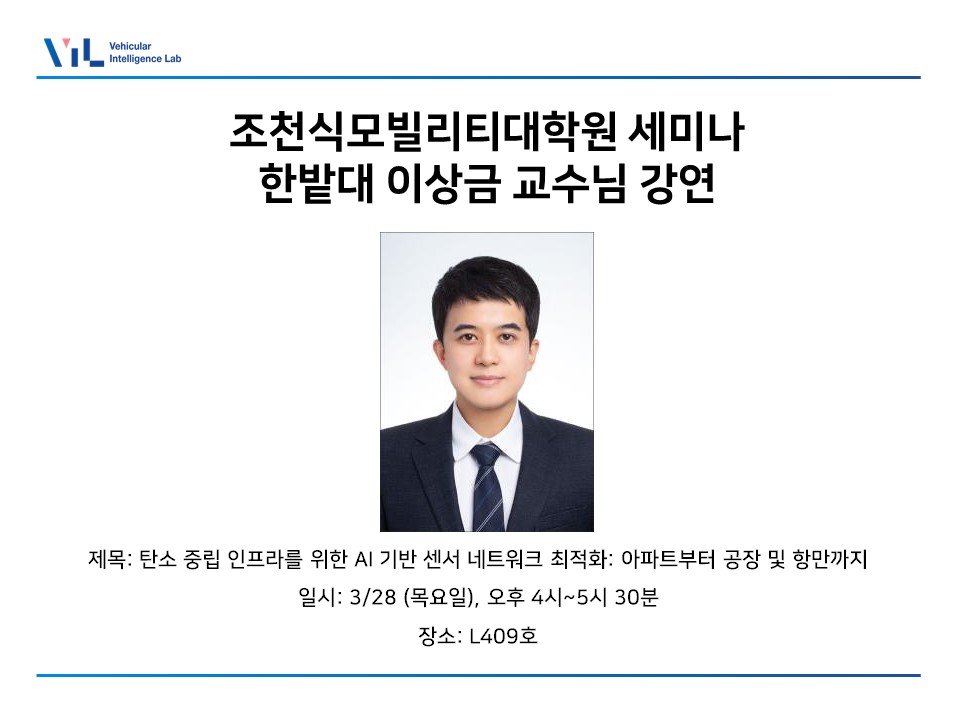 VIL Vehicular
Intelligence Lab
조천식모빌리티대학원 세미나
한밭대 이상금 교수님 강연
제목: 탄소 중립 인프라를 위한 AI 기반 센서 네트워크 최적화: 아파트부터 공장 및 항만까지
일시: 3/28 (목요일), 오후 4시~5시 30분
장소: L409호